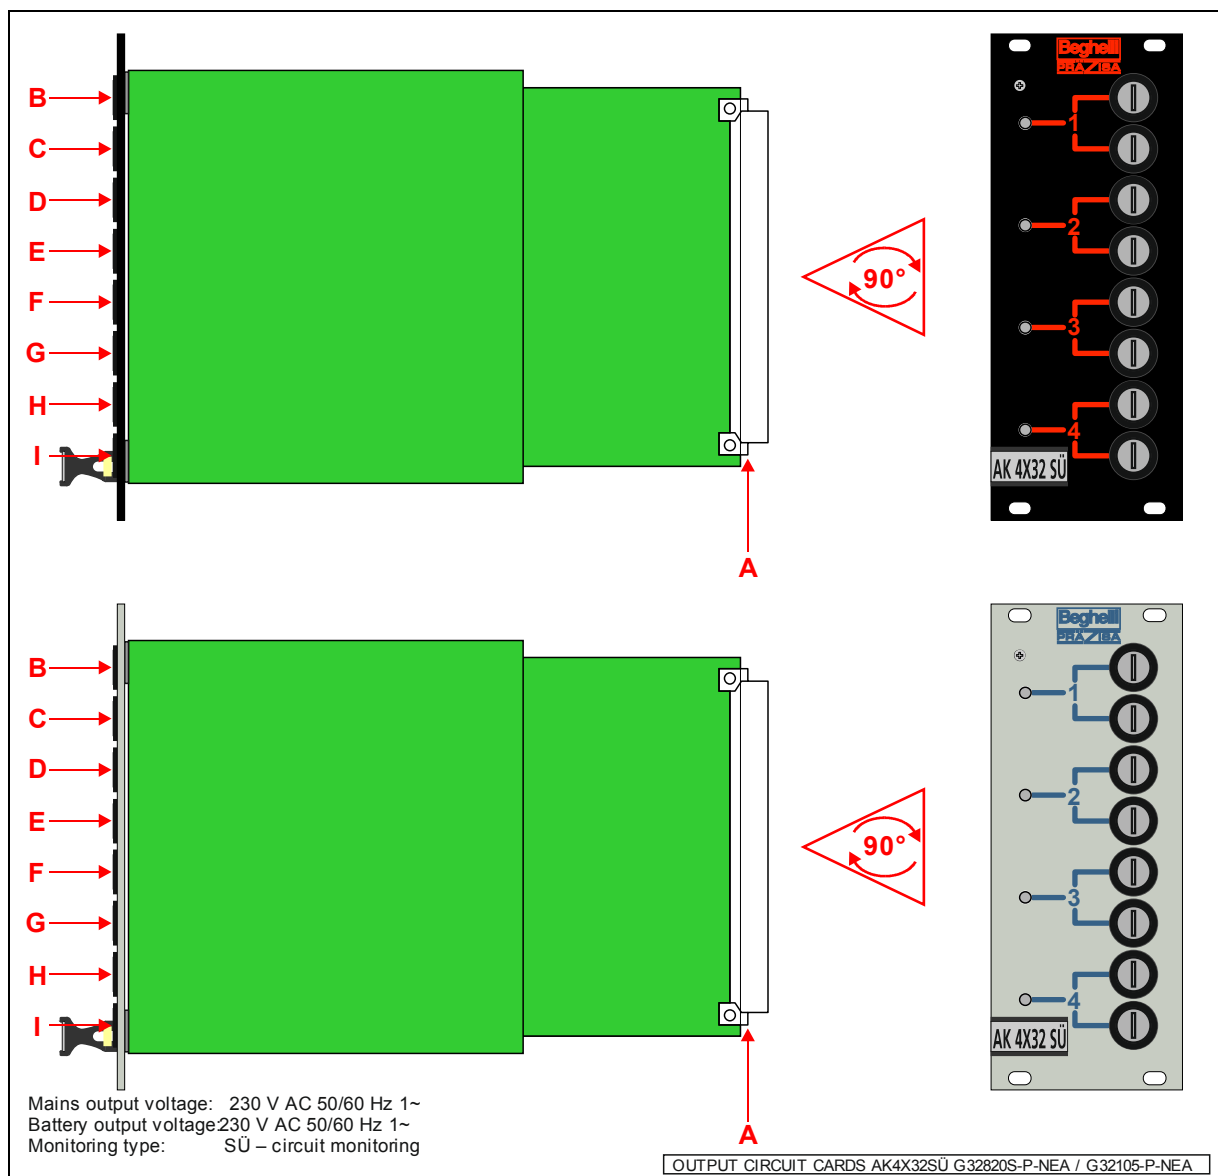 Beghelli
PRÄZISA
B
C
D
E
F
G
H
I
A
90°
1
2
3
4
AK 4X32 SÜ
Beghelli
PRÄZISA
B
C
D
E
F
G
H
I
A
90°
1
2
3
4
AK 4X32 SÜ
Mains output voltage: 230 V AC 50/60 Hz 1~
Battery output voltage:230 V AC 50/60 Hz 1~
Monitoring type: SÜ – circuit monitoring
OUTPUT CIRCUIT CARDS AK4X32SÜ G32820S-P-NEA / G32105-P-NEA